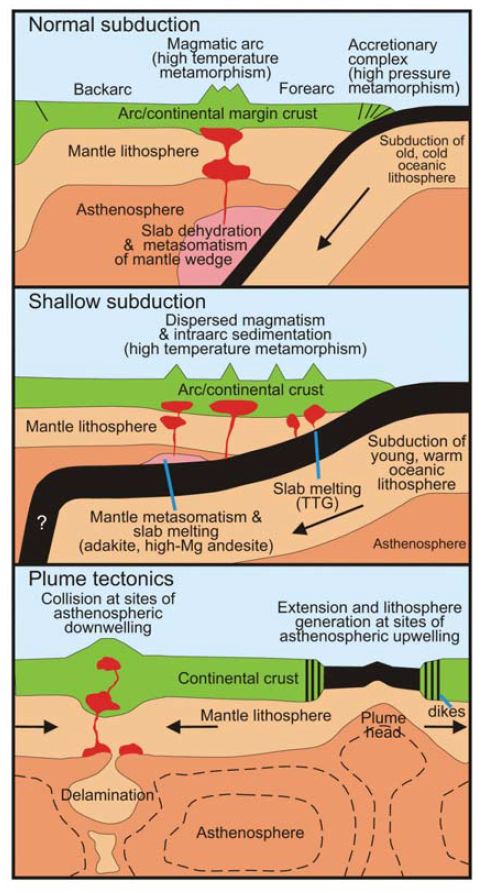 Normal subduction
Magmatic arc
(high temperature
metamorphism)
Accretionary
complex
(high pressure
metamorphism)
Backarc
Forearc
Arc/continental margin crust
Mantle lithosphere
Subduction of
old, cold
oceanic
lithosphere
Asthenosphere
Slab dehydration
& metasomatism
of mantle wedge
Shallow subduction
Dispersed magmatism
& intraarc sedimentation
(high temperature metamorphism)
Arc/continental crust
Mantle lithosphere
Subduction of
young, warm
oceanic
lithosphere
Slab melting
(TTG)
?
Mantle metasomatism &
slab melting
(adakite, high-Mg andesite)
Asthenosphere
Plume tectonics
Collision at sites of
asthenospheric
downwelling
Extension and lithosphere
generation at sites of
asthenospheric upwelling
Continental crust
Mantle lithosphere
Plume
head
dikes
Delamination
Asthenosphere